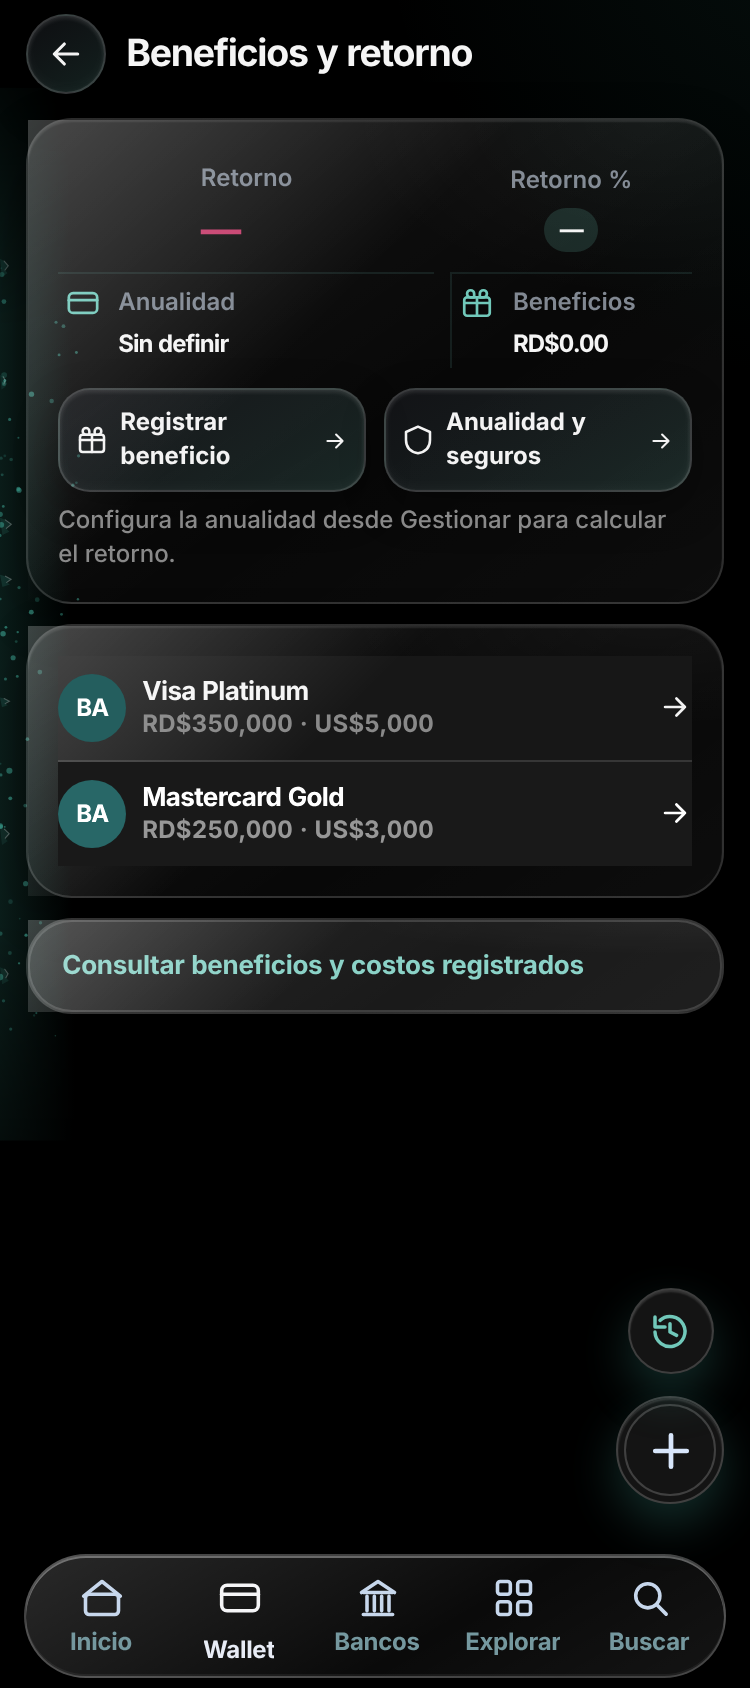 Beneficios y retorno
Retorno
Retorno %
—
—
Anualidad
Sin definir
Beneficios
RD$0.00
Registrar
beneficio
Anualidad y
seguros
Configura la anualidad desde Gestionar para calcular
el retorno.
BA
Visa Platinum
RD$350,000 · US$5,000
BA
Mastercard Gold
RD$250,000 · US$3,000
Consultar beneficios y costos registrados
Inicio
Wallet
Bancos
Explorar
Buscar